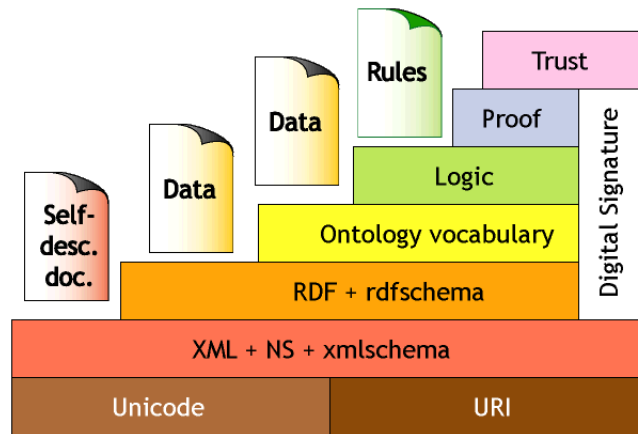 Trust
Rules
Proof
Data
Logic
Digital Signature
Data
Ontology vocabulary
Self-
desc.
doc.
RDF + rdfschema
XML + NS + xmlschema
Unicode
URI